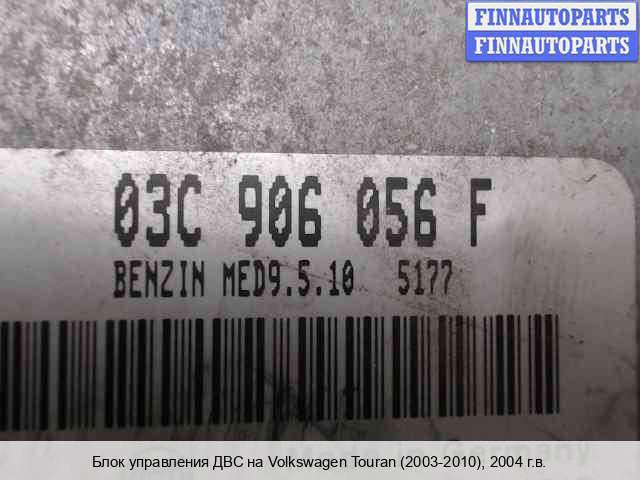 FINNAUTOPARTS
FINNAUTOPARTS
03C 906 056 F
BENZIN MED9.5.10 5177
Germany
Блок управления ДВС на Volkswagen Touran (2003-2010), 2004 г.в.